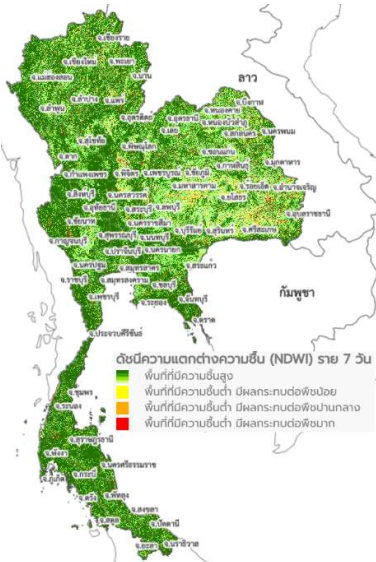 จ.เชียงราย
จ.เชียงใหม่
จ.พะเยา
จ.แม่ฮ่องสอน
จ.น่าน
ลาว
จ.ลำปาง
จ.แพร่
จ.ลำพูน
จ.บึงกาฬ
จ.หนองคาย
จ.อุตรดิตถ์
จ.อุดรธานี
จ.หนองบัวลำภู
จ.เลย
จ.สกลนคร
จ.นครพนม
จ.สุโขทัย
จ.พิษณุโลก
จ.ขอนแก่น
จ.ตาก
จ.กาฬสินธุ์
จ.มุกดาหาร
จ.กำแพงเพชร
จ.พิจิตร
จ.เพชรบูรณ์
จ.ชัยภูมิ
จ.มหาสารคาม
จ.ร้อยเอ็ด
จ.อำนาจเจริญ
จ.สิงห์บุรี
จ.นครสวรรค์
จ.ยโสธร
จ.อุทัยธานี
จ.สระบุรี
จ.ลพบุรี
จ.อุบลราชธานี
จ.ชัยนาท
จ.นครราชสีมา
จ.สุพรรณบุรี
จ.นนทบุรี
จ.บุรีรัมย์
จ.สุรินทร์
จ.ศรีสะเกษ
จ.กาญจนบุรี
จ.ปราจีนบุรี
จ.นครนายก
จ.นครปฐม
จ.สมุทรสาคร
จ.สระแก้ว
จ.ราชบุรี
จ.สมุทรสงคราม
จ.ชลบุรี
จ.เพชรบุรี
จ.ระยอง
จ.จันทบุรี
กัมพูชา
จ.ตราด
จ.ประจวบคีรีขันธ์
ดัชนีความแตกต่างความชื้น (NDWI) ราย 7 วัน
พื้นที่ที่มีความชื้นสูง
พื้นที่ที่มีความชื้นต่ำ มีผลกระทบต่อพืชน้อย
พื้นที่ที่มีความชื้นต่ำ มีผลกระทบต่อพืชปานกลาง
พื้นที่ที่มีความชื้นต่ำ มีผลกระทบต่อพืชมาก
จ.ชุมพร
จ.ระนอง
จ.สุราษฎร์ธานี
จ.พังงา
จ.นครศรีธรรมราช
จ.กระบี่
จ.ภูเก็ต
จ.ตรัง
จ.พัทลุง
จ.สงขลา
จ.สตูล
จ.ปัตตานี
จ.ยะลา
จ.นราธิวาส